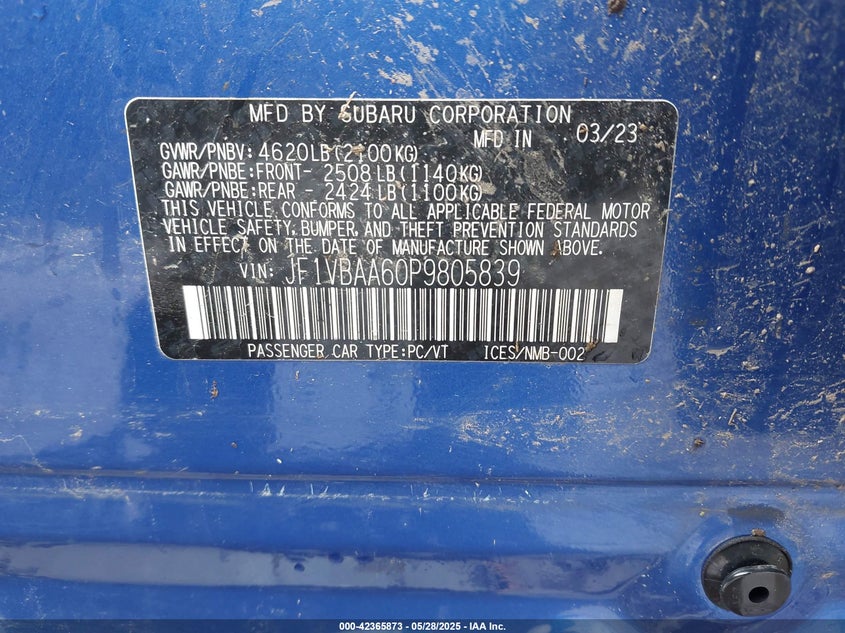 MFD BY SUBARU CORPORATION
MFD IN 03/23
GVWR/PNBV: 4620LB(2100KG)
GAWR/PNBE:FRONT- 2508LB(1140KG)
GAWR/PNBE:REAR - 2424LB(1100KG)
THIS VEHICLE CONFORMS TO ALL APPLICABLE FEDERAL MOTOR
VEHICLE SAFETY, BUMPER, AND THEFT PREVENTION STANDARDS
IN EFFECT ON THE DATE OF MANUFACTURE SHOWN ABOVE.
VIN: JF1VBAA60P9805839
PASSENGER CAR TYPE:PC/VT ICES/NMB-002
000-42365873 | 05/28/2025 - IAA Inc.